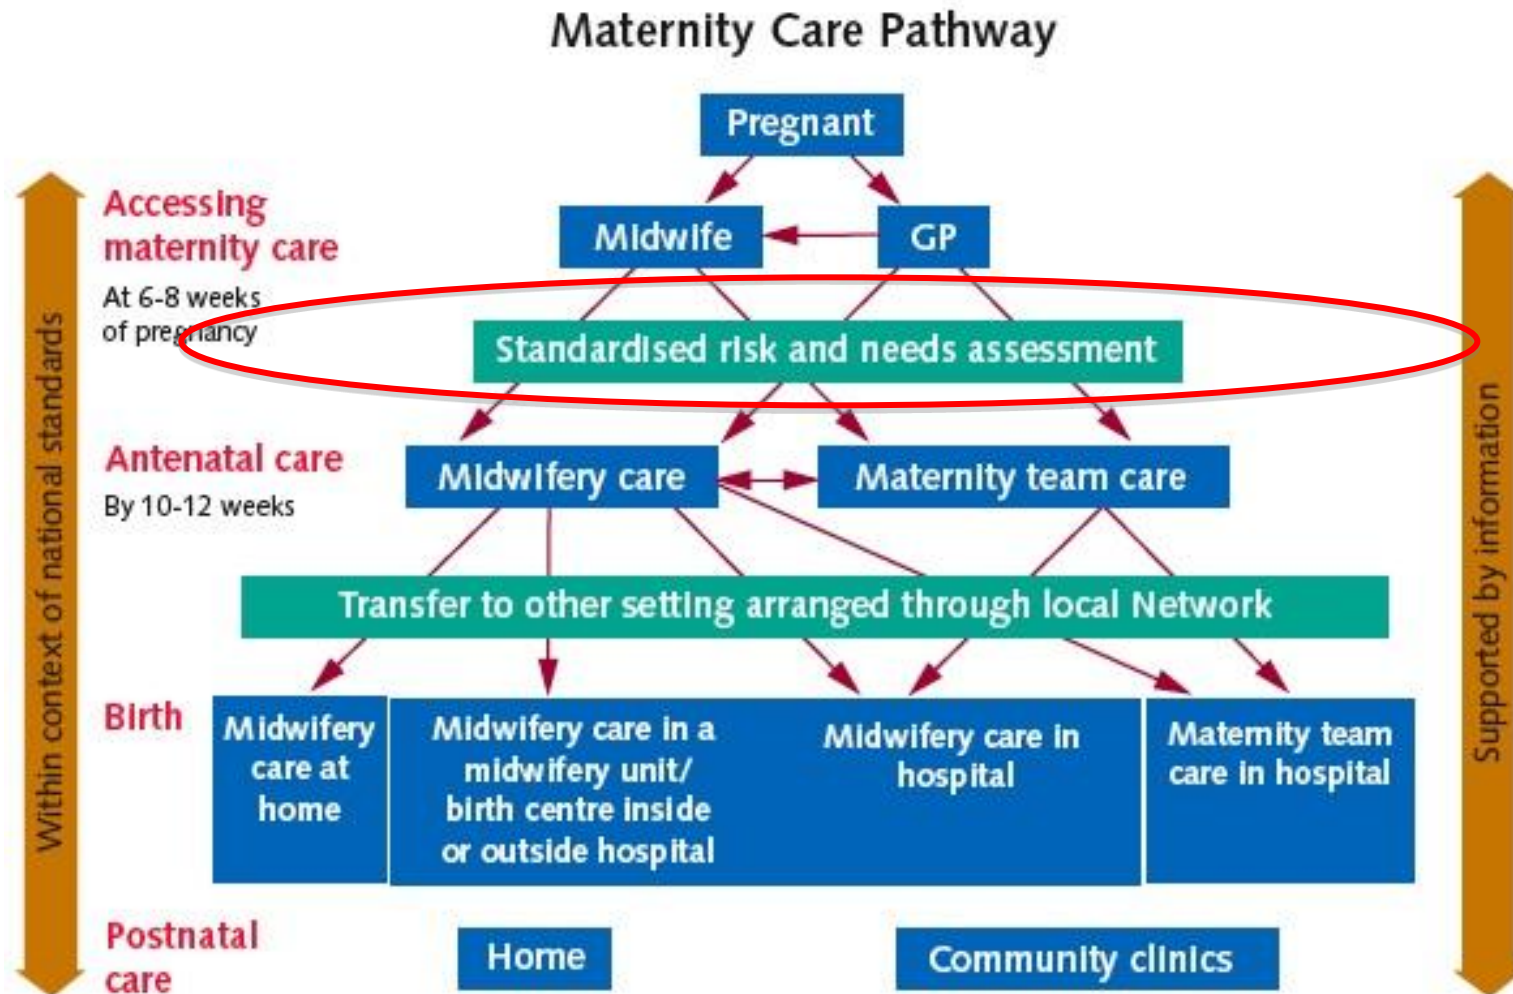 Maternity Care Pathway
Pregnant
Accessing
maternity care
At 6-8 weeks
of pregnancy
Midwife
GP
Standardised risk and needs assessment
Antenatal care
By 10-12 weeks
Midwifery care
Maternity team care
Transfer to other setting arranged through local Network
Birth
Midwifery
care at
home
Midwifery care in a
midwifery unit/
birth centre inside
or outside hospital
Midwifery care in
hospital
Maternity team
care in hospital
Postnatal
care
Home
Community clinics
Within context of national standards
Supported by information